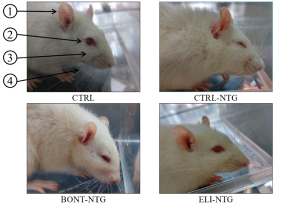 1
2
3
4
CTRL
CTRL-NTG
BONT-NTG
ELI-NTG